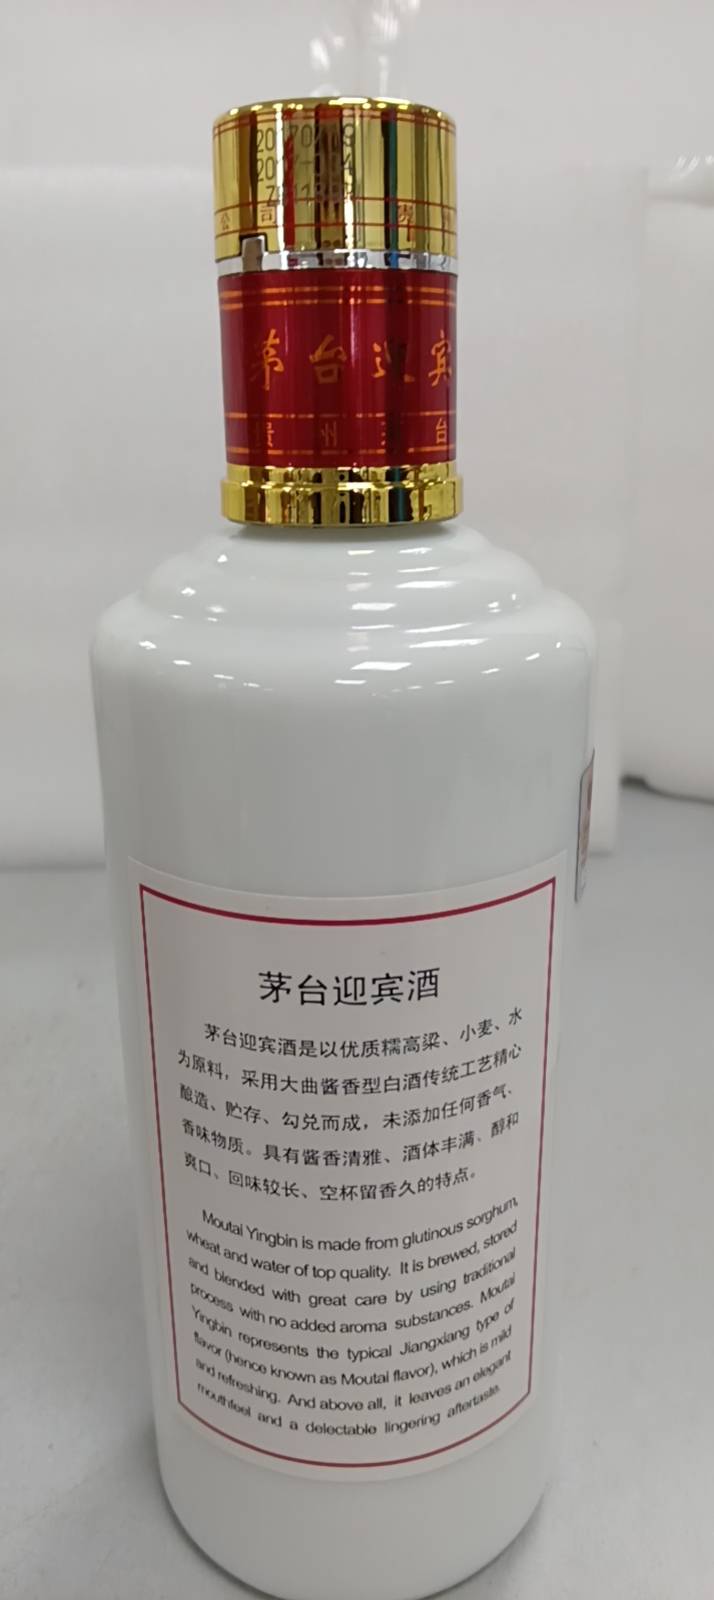 公司 贵
茅台迎宾
贵州茅台
茅台迎宾酒
茅台迎宾酒是以优质糯高粱、小麦、水
为原料，采用大曲酱香型白酒传统工艺精心
酿造、贮存、勾兑而成，未添加任何香气、
香味物质。具有酱香清雅、酒体丰满、醇和
爽口、回味较长、空杯留香久的特点。
Moutai Yingbin is made from glutinous sorghum,
wheat and water of top quality. It is brewed, stored
and blended with great care by using traditional
process with no added aroma substances. Moutai
Yingbin represents the typical Jiangxiang type of
flavor (hence known as Moutai flavor), which is mild
and refreshing. And above all, it leaves an elegant
mouthfeel and a delectable lingering aftertaste.